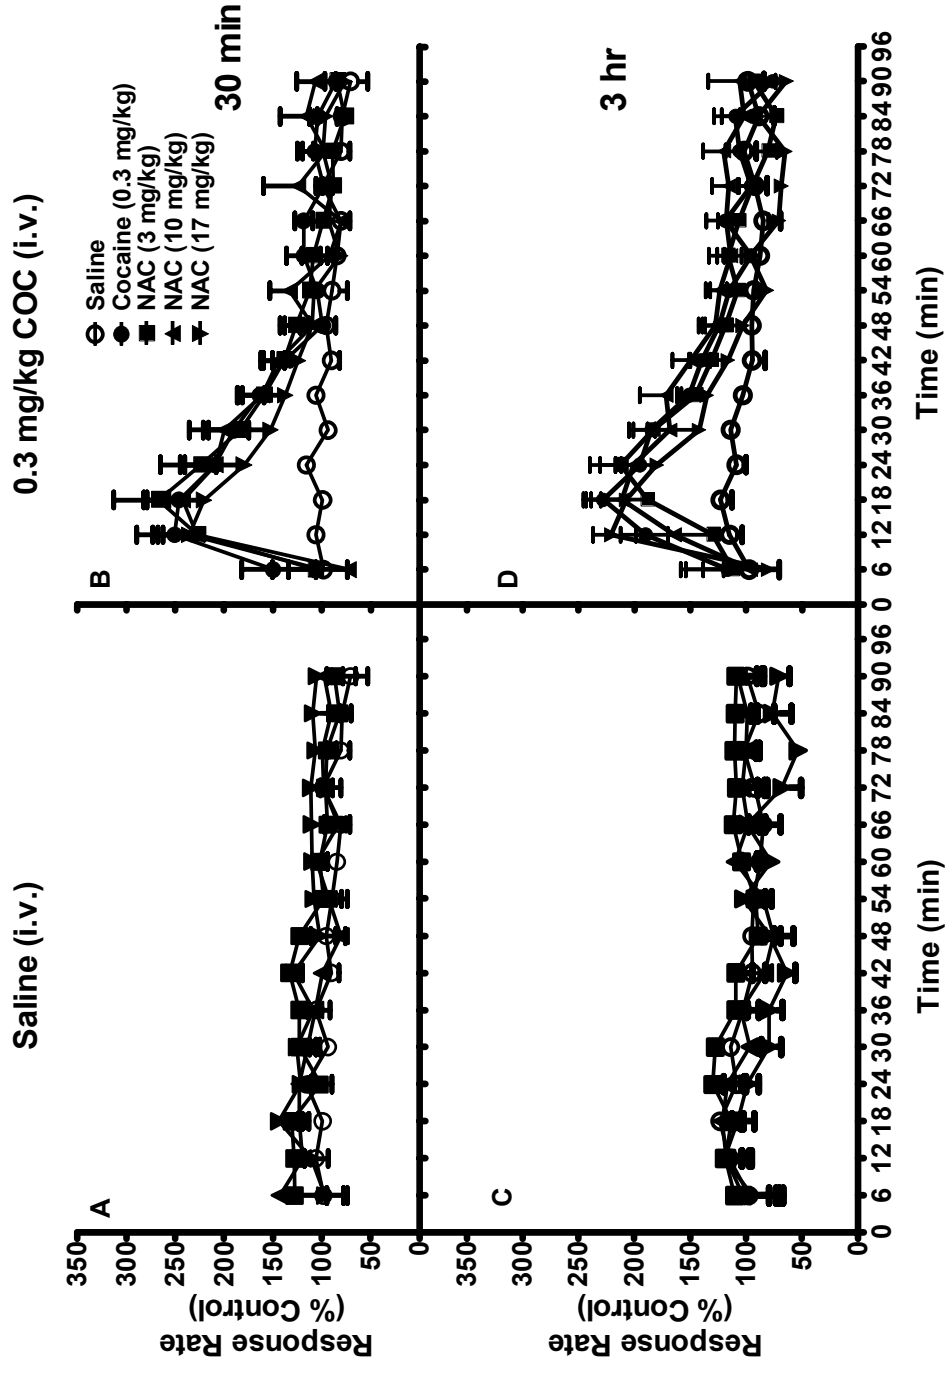 Saline (i.v.)
0.3 mg/kg COC (i.v.)
A
B
30 min
Saline
Cocaine (0.3 mg/kg)
NAC (3 mg/kg)
NAC (10 mg/kg)
NAC (17 mg/kg)
Response Rate
(% Control)
350
300
250
200
150
100
50
0
C
D
3 hr
Response Rate
(% Control)
350
300
250
200
150
100
50
0
0 6 12 18 24 30 36 42 48 54 60 66 72 78 84 90 96
0 6 12 18 24 30 36 42 48 54 60 66 72 78 84 90 96
Time (min)
Time (min)